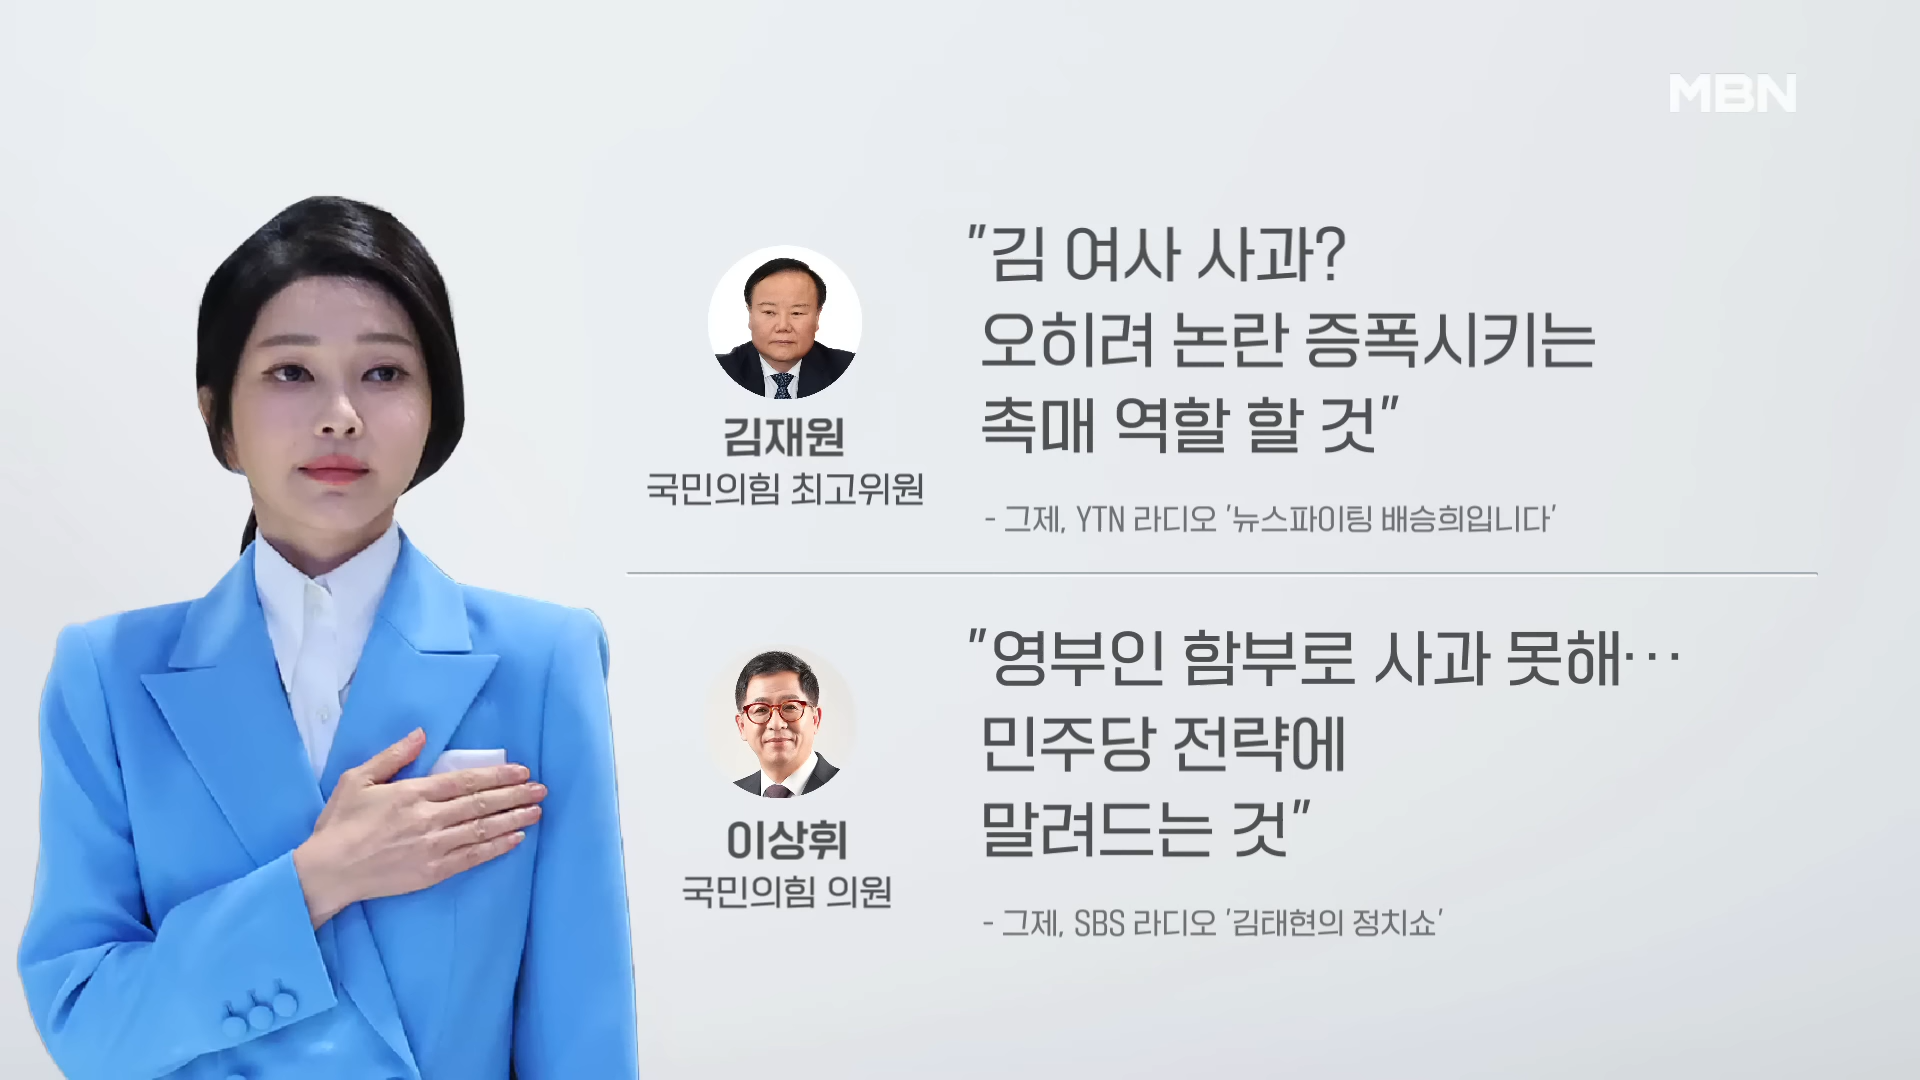 MBN
"김 여사 사과?
오히려 논란 증폭시키는
촉매 역할 할 것"
김재원
국민의힘 최고위원
- 그제, YTN 라디오 '뉴스파이팅 배승희입니다'
"영부인 함부로 사과 못해…
민주당 전략에
말려드는 것"
이상휘
국민의힘 의원
- 그제, SBS 라디오 '김태현의 정치쇼'